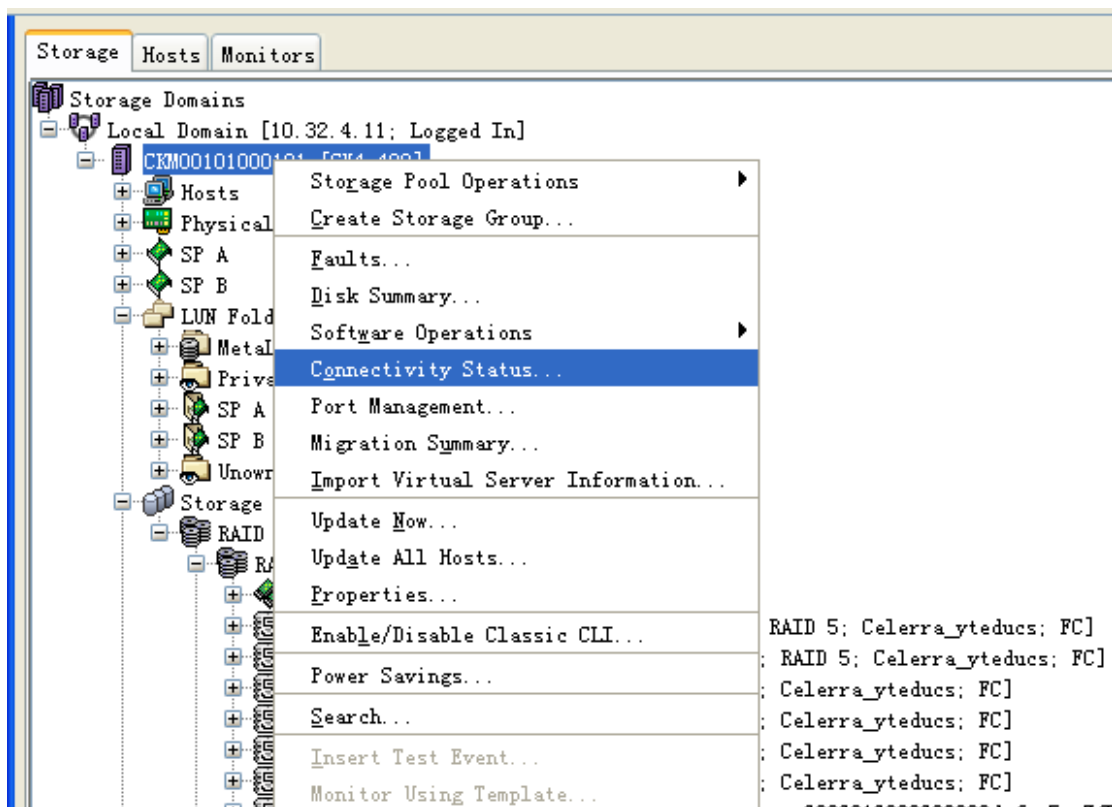 Storage Hosts Monitors
Storage Domains
Local Domain [10.32.4.11; Logged In]
Storage Pool Operations
Hosts
Create Storage Group...
Physical
SP A
Faults...
SP B
Disk Summary...
LUN Fold
Software Operations
MetaL
Connectivity Status...
Priva
SP A
Port Management...
SP B
Migration Summary...
Unowr
Import Virtual Server Information...
Storage
Update Now...
RAID
Update All Hosts...
RA
Properties...
Enable/Disable Classic CLI...
RAID 5; Celerra_yteducs; FC]
; RAID 5; Celerra_yteducs; FC]
Power Savings...
; Celerra_yteducs; FC]
Search...
; Celerra_yteducs; FC]
Insert Test Event...
; Celerra_yteducs; FC]
; Celerra_yteducs; FC]
Monitor Using Template...